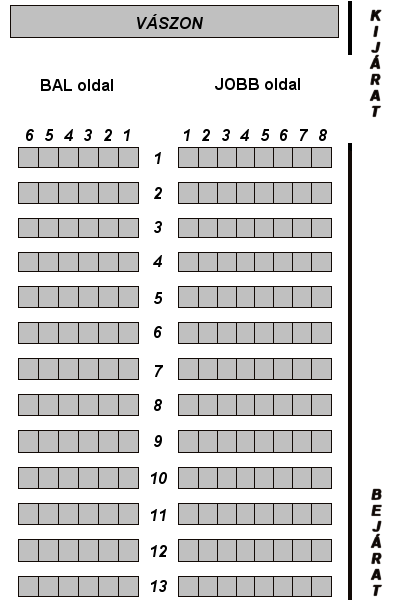 VÁSZON
KIJÁRAT
BAL oldal JOBB oldal
6 5 4 3 2 1 1 2 3 4 5 6 7 8
1
2
3
4
5
6
7
8
9
10
11
12
13
BEJÁRAT